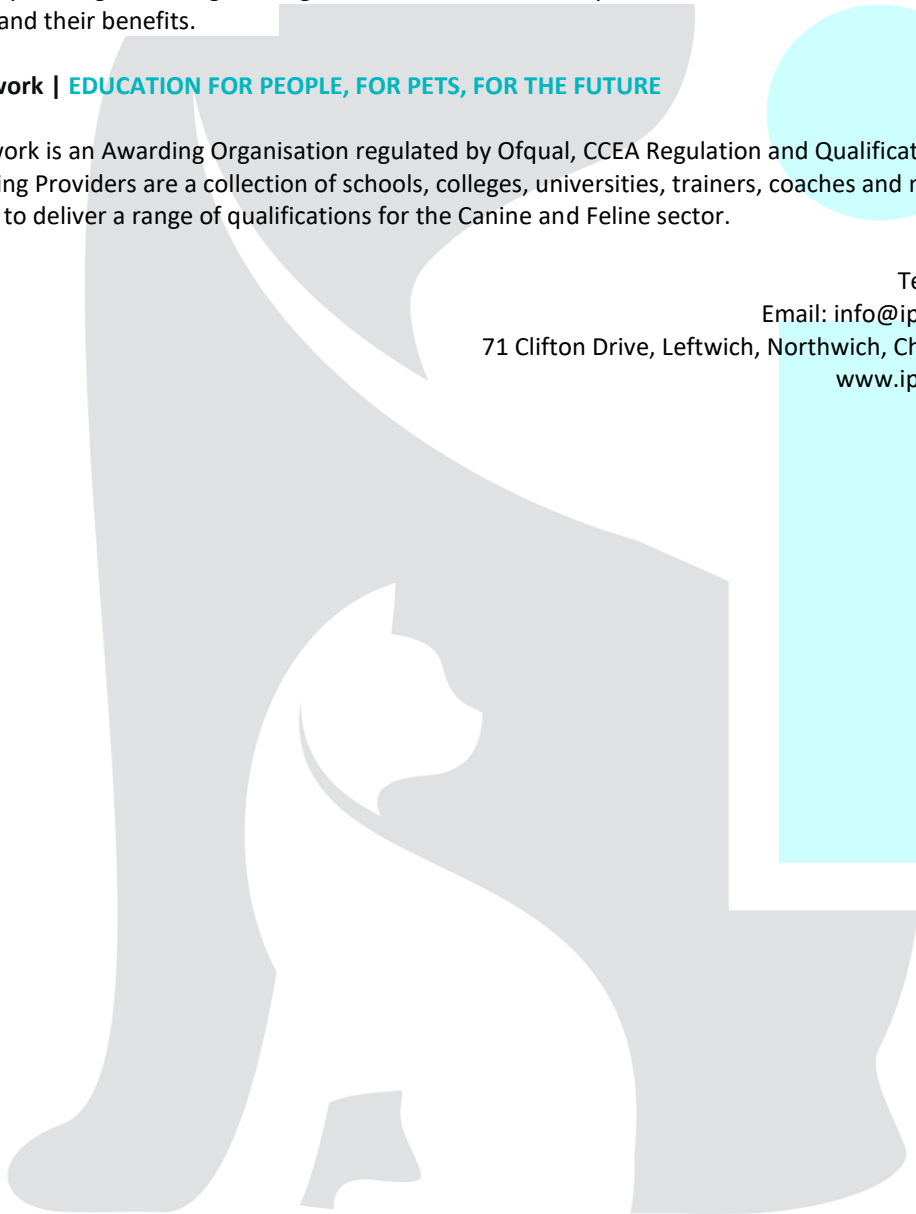 and their benefits.
work | EDUCATION FOR PEOPLE, FOR PETS, FOR THE FUTURE
work is an Awarding Organisation regulated by Ofqual, CCEA Regulation and Qualificat
ing Providers are a collection of schools, colleges, universities, trainers, coaches and
to deliver a range of qualifications for the Canine and Feline sector.
Te
Email: info@ip
71 Clifton Drive, Leftwich, Northwich, Ch
www.ip